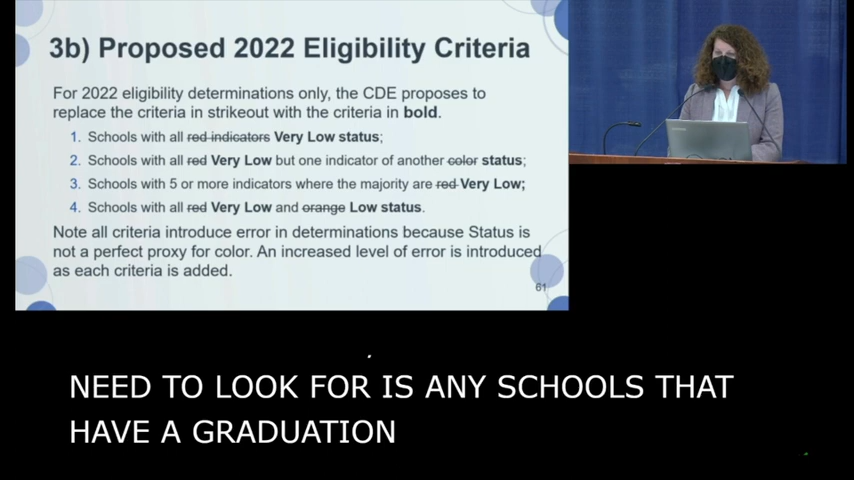 3b) Proposed 2022 Eligibility Criteria
For 2022 eligibility determinations only, the CDE proposes to
replace the criteria in strikeout with the criteria in bold.
1. Schools with all red indicators Very Low status;
2. Schools with all red Very Low but one indicator of another color status;
3. Schools with 5 or more indicators where the majority are red Very Low;
4. Schools with all red Very Low and orange Low status.
Note all criteria introduce error in determinations because Status is
not a perfect proxy for color. An increased level of error is introduced
as each criteria is added.
61
NEED TO LOOK FOR IS ANY SCHOOLS THAT
HAVE A GRADUATION